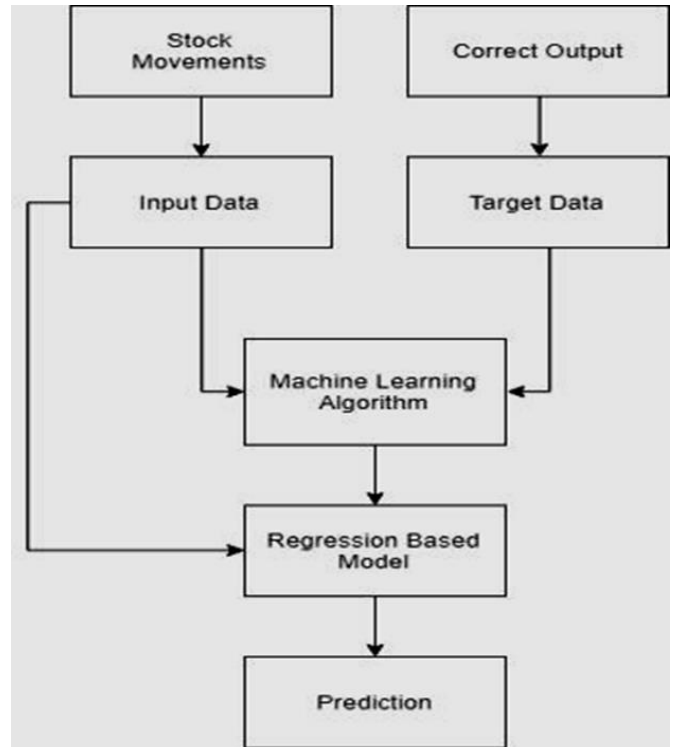 Stock
Movements
Correct Output
Input Data
Target Data
Machine Learning
Algorithm
Regression Based
Model
Prediction